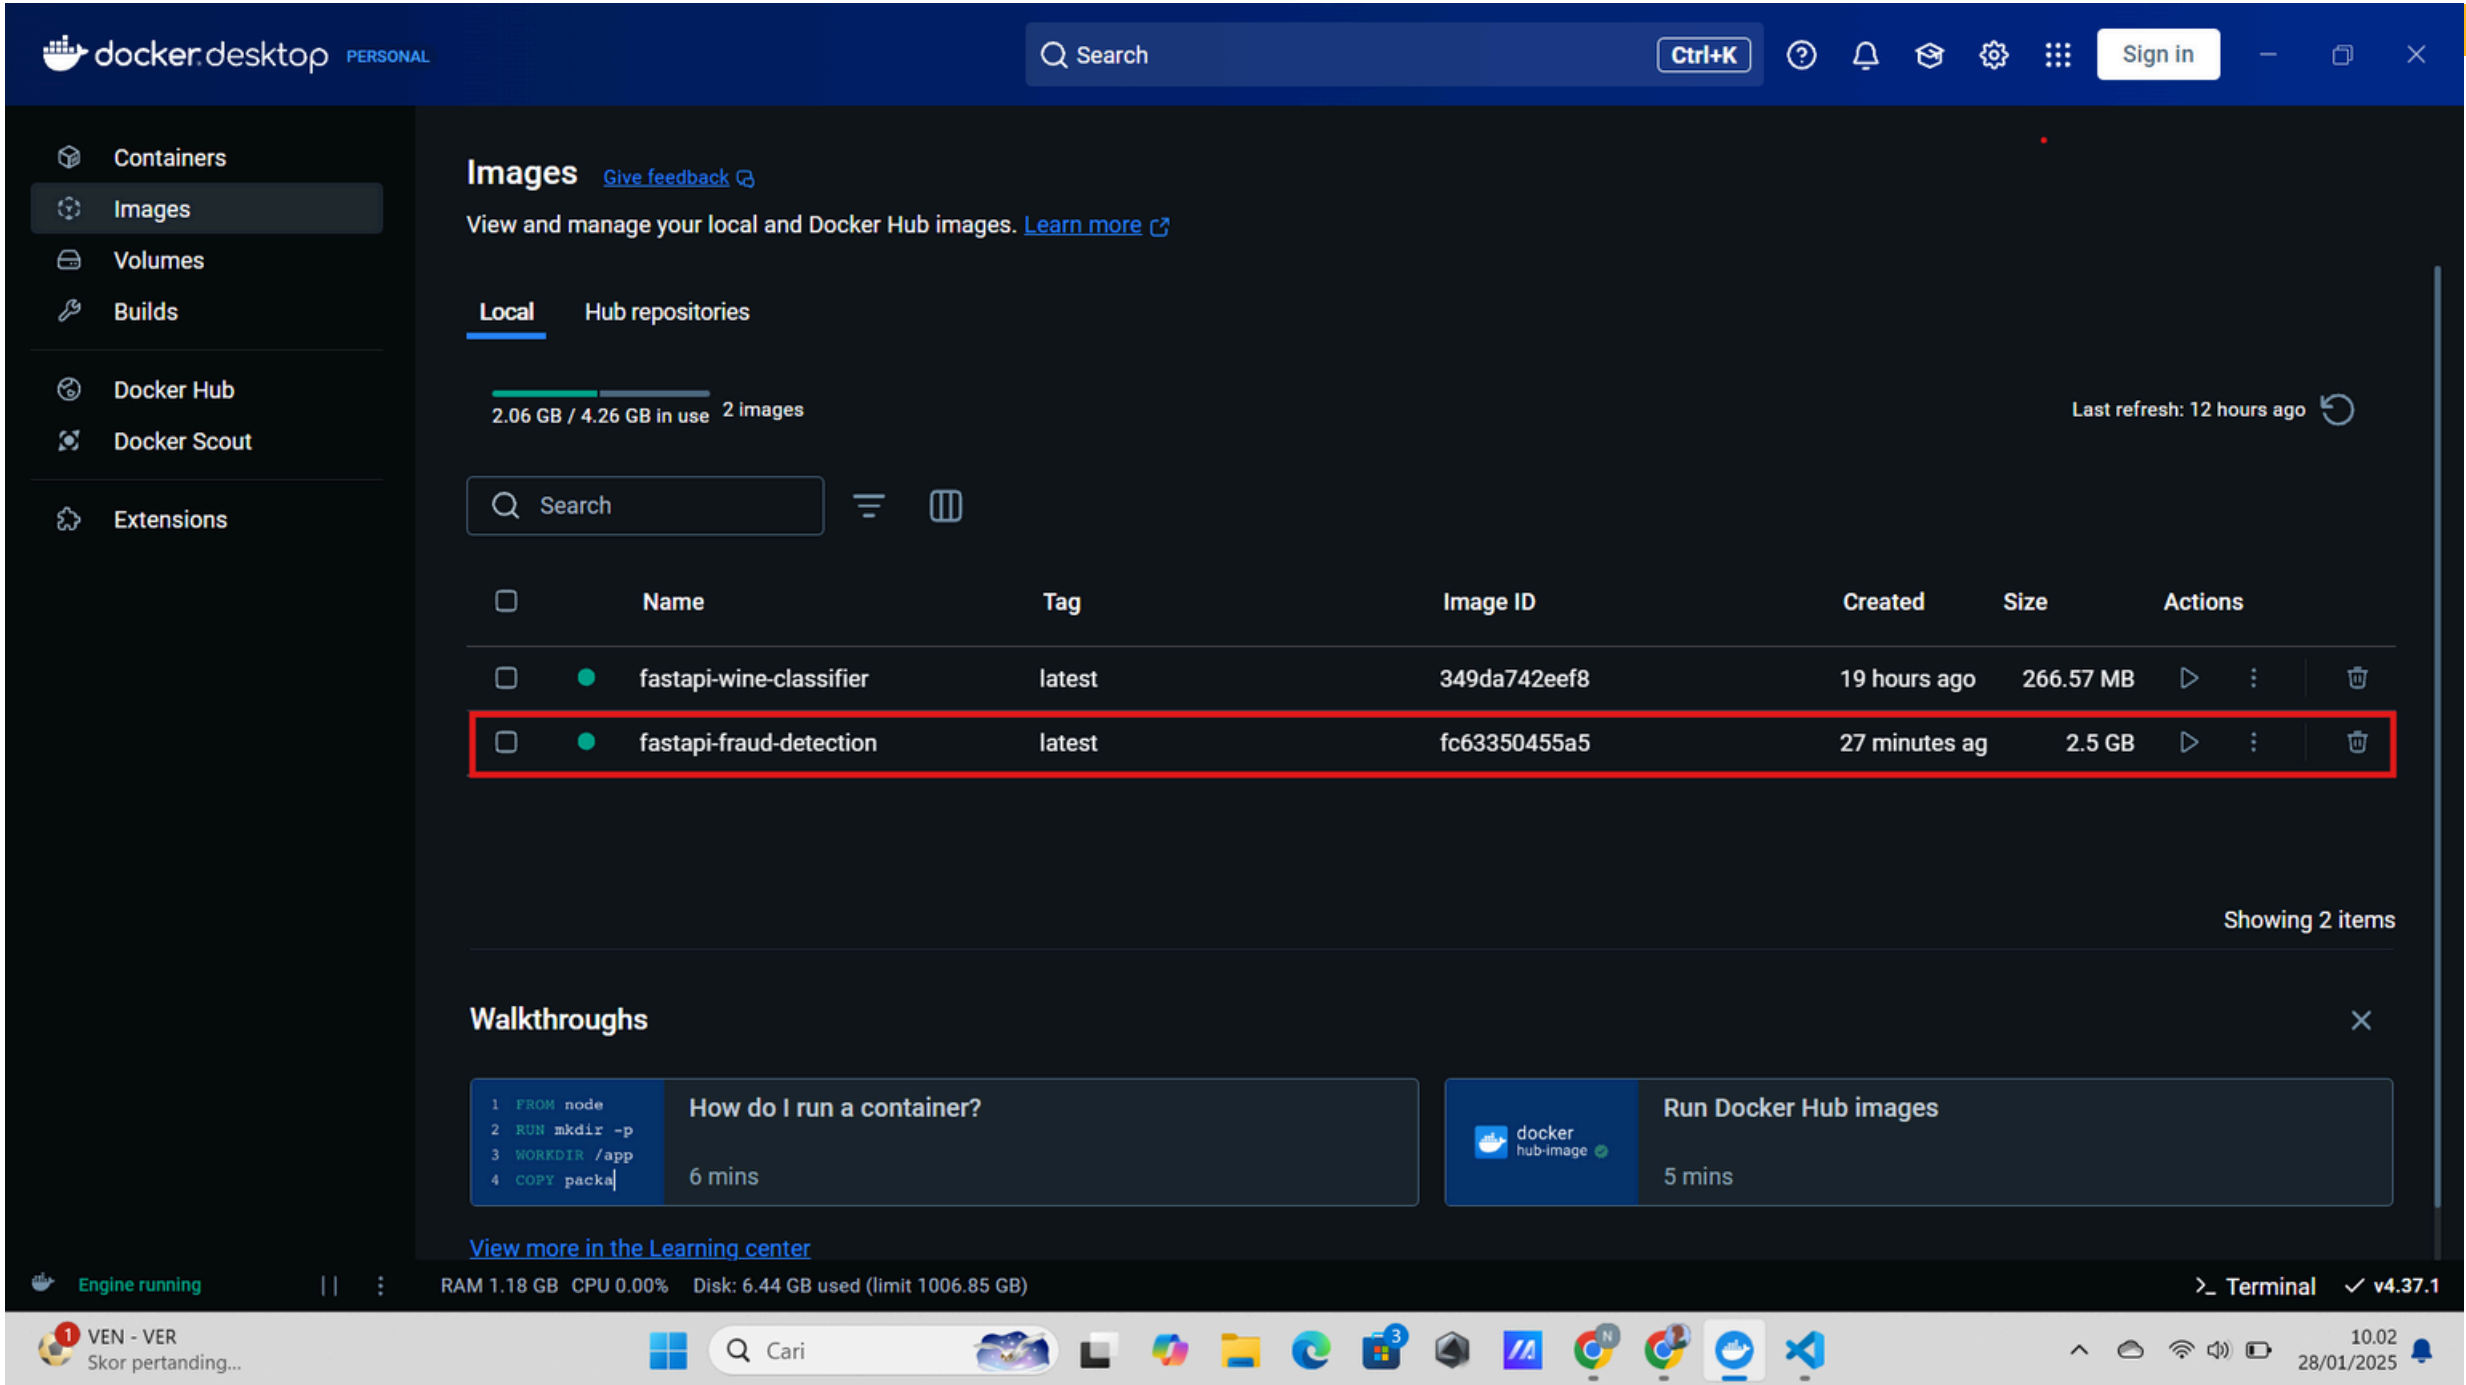 docker.desktop PERSONAL
Search Ctrl+K
Sign in
Containers
Images
Volumes
Builds
Docker Hub
Docker Scout
Extensions
Images Give feedback
View and manage your local and Docker Hub images. Learn more
Local Hub repositories
2.06 GB / 4.26 GB in use 2 images
Last refresh: 12 hours ago
Search
Name Tag Image ID Created Size Actions
fastapi-wine-classifier latest 349da742eef8 19 hours ago 266.57 MB
fastapi-fraud-detection latest fc63350455a5 27 minutes ag 2.5 GB
Showing 2 items
Walkthroughs
1 FROM node
2 RUN mkdir -p
3 WORKDIR /app
4 COPY packa
How do I run a container?
6 mins
docker
hub-image
Run Docker Hub images
5 mins
View more in the Learning center
Engine running
RAM 1.18 GB CPU 0.00% Disk: 6.44 GB used (limit 1006.85 GB)
>_ Terminal v4.37.1
1
VEN - VER
Skor pertanding...
Cari
3
N
10.02
28/01/2025